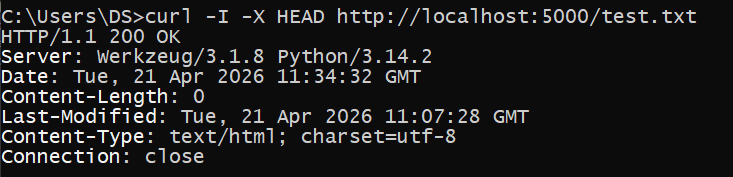 C:\Users\DS>curl -I -X HEAD http://localhost:5000/test.txt
HTTP/1.1 200 OK
Server: Werkzeug/3.1.8 Python/3.14.2
Date: Tue, 21 Apr 2026 11:34:32 GMT
Content-Length: 0
Last-Modified: Tue, 21 Apr 2026 11:07:28 GMT
Content-Type: text/html; charset=utf-8
Connection: close